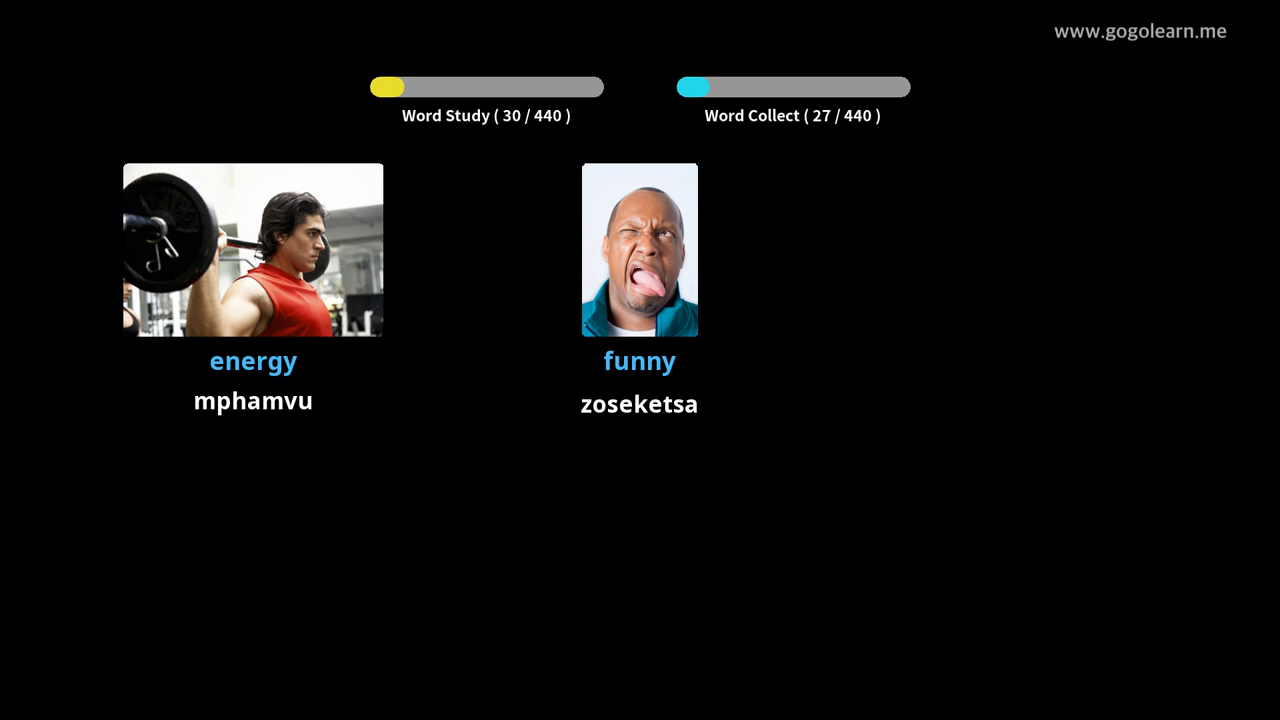 www.gogolearn.me
Word Study ( 30 / 440 )
Word Collect ( 27 / 440 )
energy
mphamvu
funny
zoseketsa